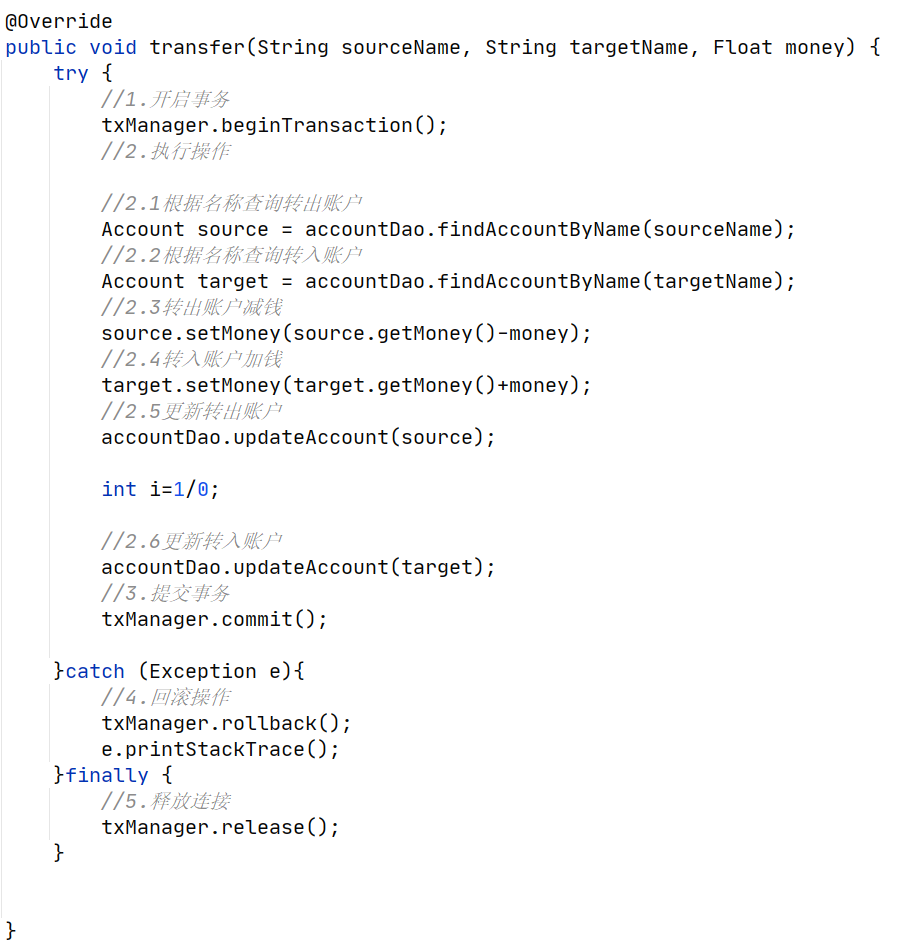 @Override
public void transfer(String sourceName, String targetName, Float money) {
    try {
        //1.开启事务
        txManager.beginTransaction();
        //2.执行操作

        //2.1根据名称查询转出账户
        Account source = accountDao.findAccountByName(sourceName);
        //2.2根据名称查询转入账户
        Account target = accountDao.findAccountByName(targetName);
        //2.3转出账户减钱
        source.setMoney(source.getMoney()-money);
        //2.4转入账户加钱
        target.setMoney(target.getMoney()+money);
        //2.5更新转出账户
        accountDao.updateAccount(source);

        int i=1/0;

        //2.6更新转入账户
        accountDao.updateAccount(target);
        //3.提交事务
        txManager.commit();

    }catch (Exception e){
        //4.回滚操作
        txManager.rollback();
        e.printStackTrace();
    }finally {
        //5.释放连接
        txManager.release();
    }


}